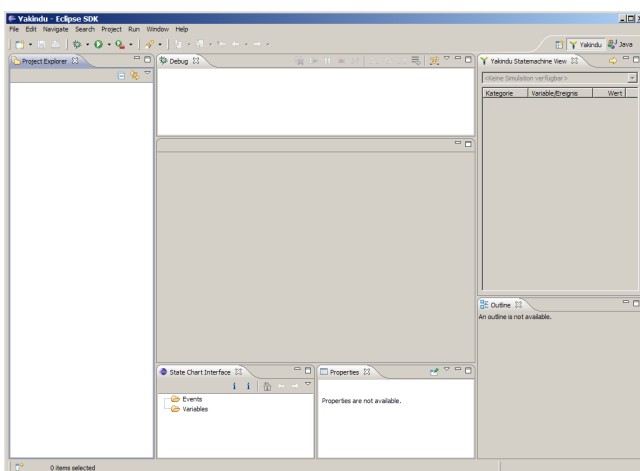 Yakindu - Eclipse SDK
File Edit Navigate Search Project Run Window Help
Yakindu Java
Project Explorer
Debug
Yakindu Statemachine View
<Keine Simulation verfügbar>
Kategorie Variable/Ereignis Wert
Outline
An outline is not available.
State Chart Interface
Events
Variables
Properties
Properties are not available.
0 items selected